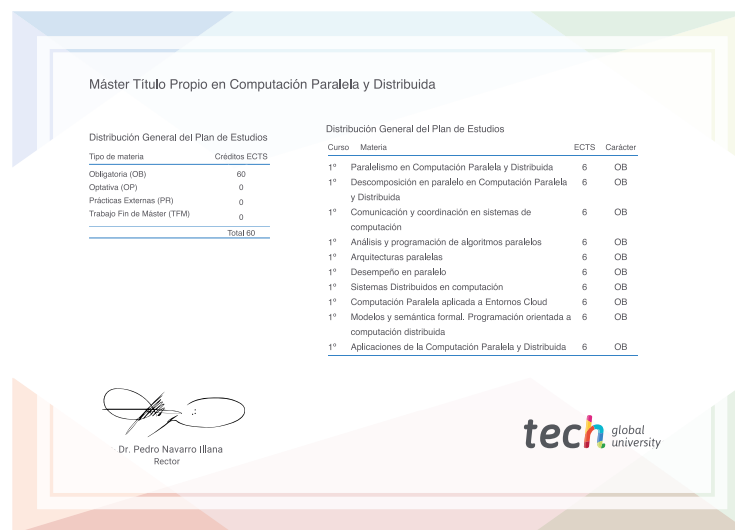 Máster Título Propio en Computación Paralela y Distribuida
Distribución General del Plan de Estudios
Tipo de materia Créditos ECTS
Obligatoria (OB) 60
Optativa (OP) 0
Prácticas Externas (PR) 0
Trabajo Fin de Máster (TFM) 0
Total 60
Distribución General del Plan de Estudios
Curso Materia ECTS Carácter
1º Paralelismo en Computación Paralela y Distribuida 6 OB
1º Descomposición en paralelo en Computación Paralela 6 OB
y Distribuida
1º Comunicación y coordinación en sistemas de 6 OB
computación
1º Análisis y programación de algoritmos paralelos 6 OB
1º Arquitecturas paralelas 6 OB
1º Desempeño en paralelo 6 OB
1º Sistemas Distribuidos en computación 6 OB
1º Computación Paralela aplicada a Entornos Cloud 6 OB
1º Modelos y semántica formal. Programación orientada a 6 OB
computación distribuida
1º Aplicaciones de la Computación Paralela y Distribuida 6 OB
Dr. Pedro Navarro Illana
Rector
tech global
university